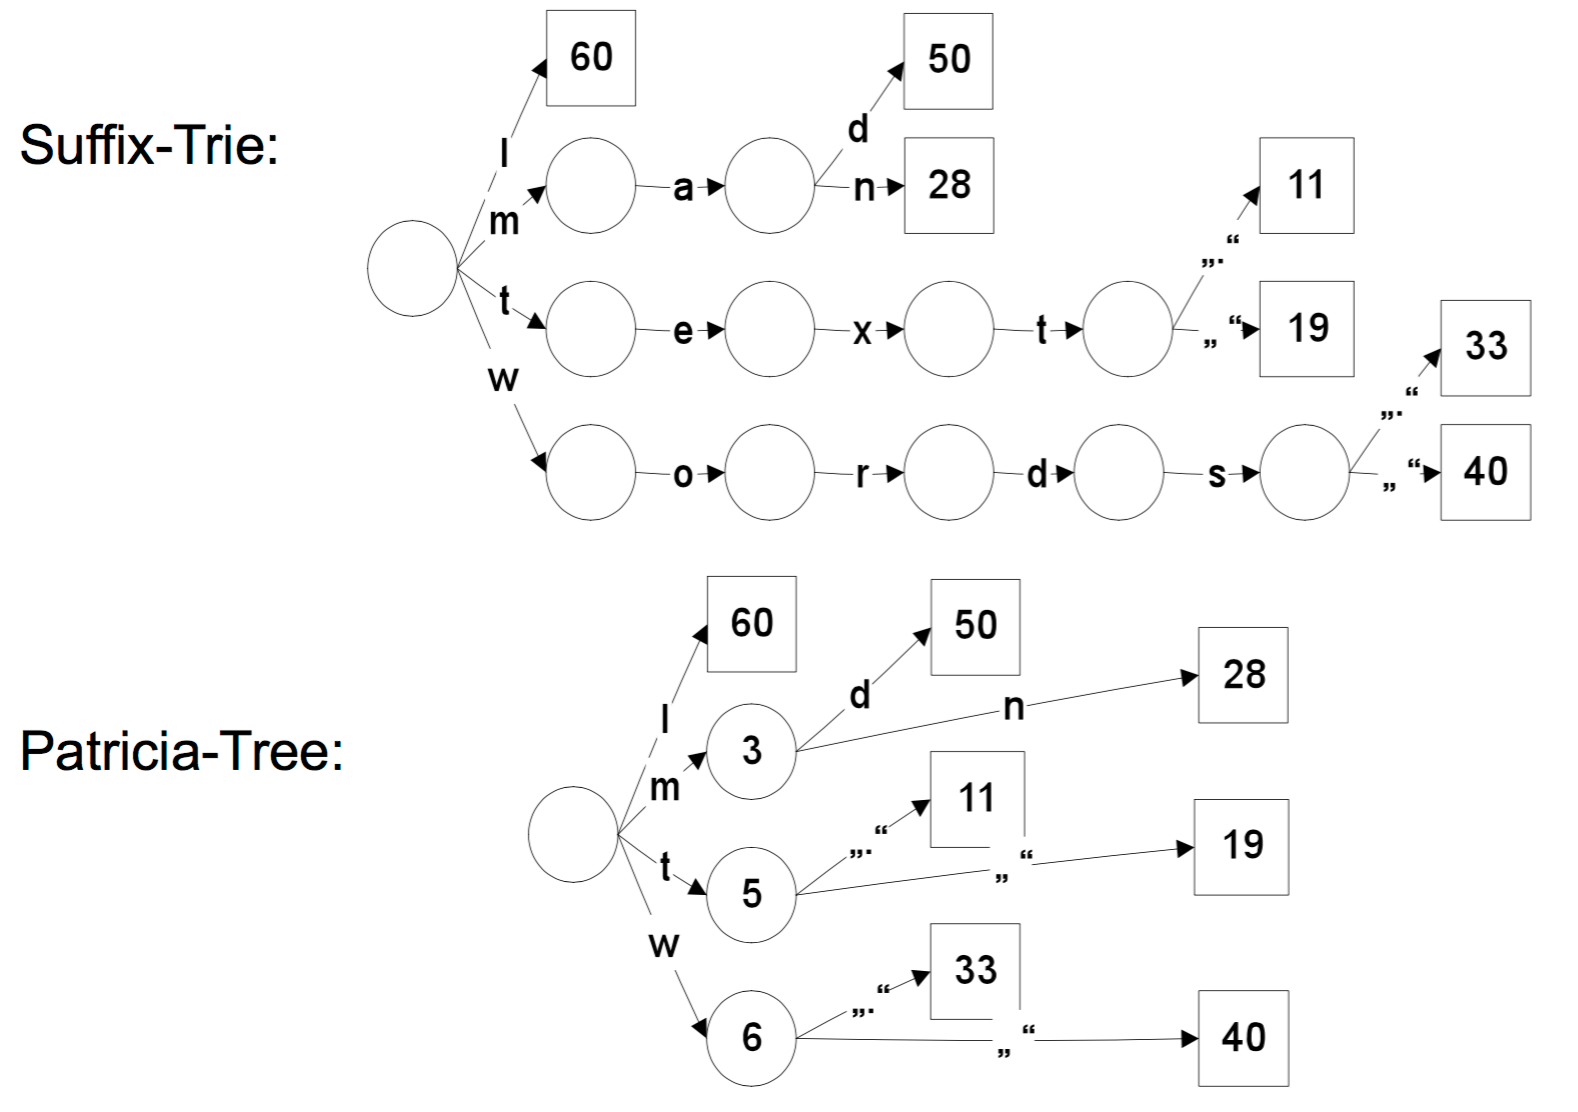 Suffix-Trie:
60
50
l
d
m
a
n
28
11
„.“
t
e
x
t
„ “
19
33
w
„.“
o
r
d
s
„ “
40
Patricia-Tree:
60
50
28
l
d
n
m
3
11
„.“
19
t
5
„ “
w
33
„.“
6
„ “
40